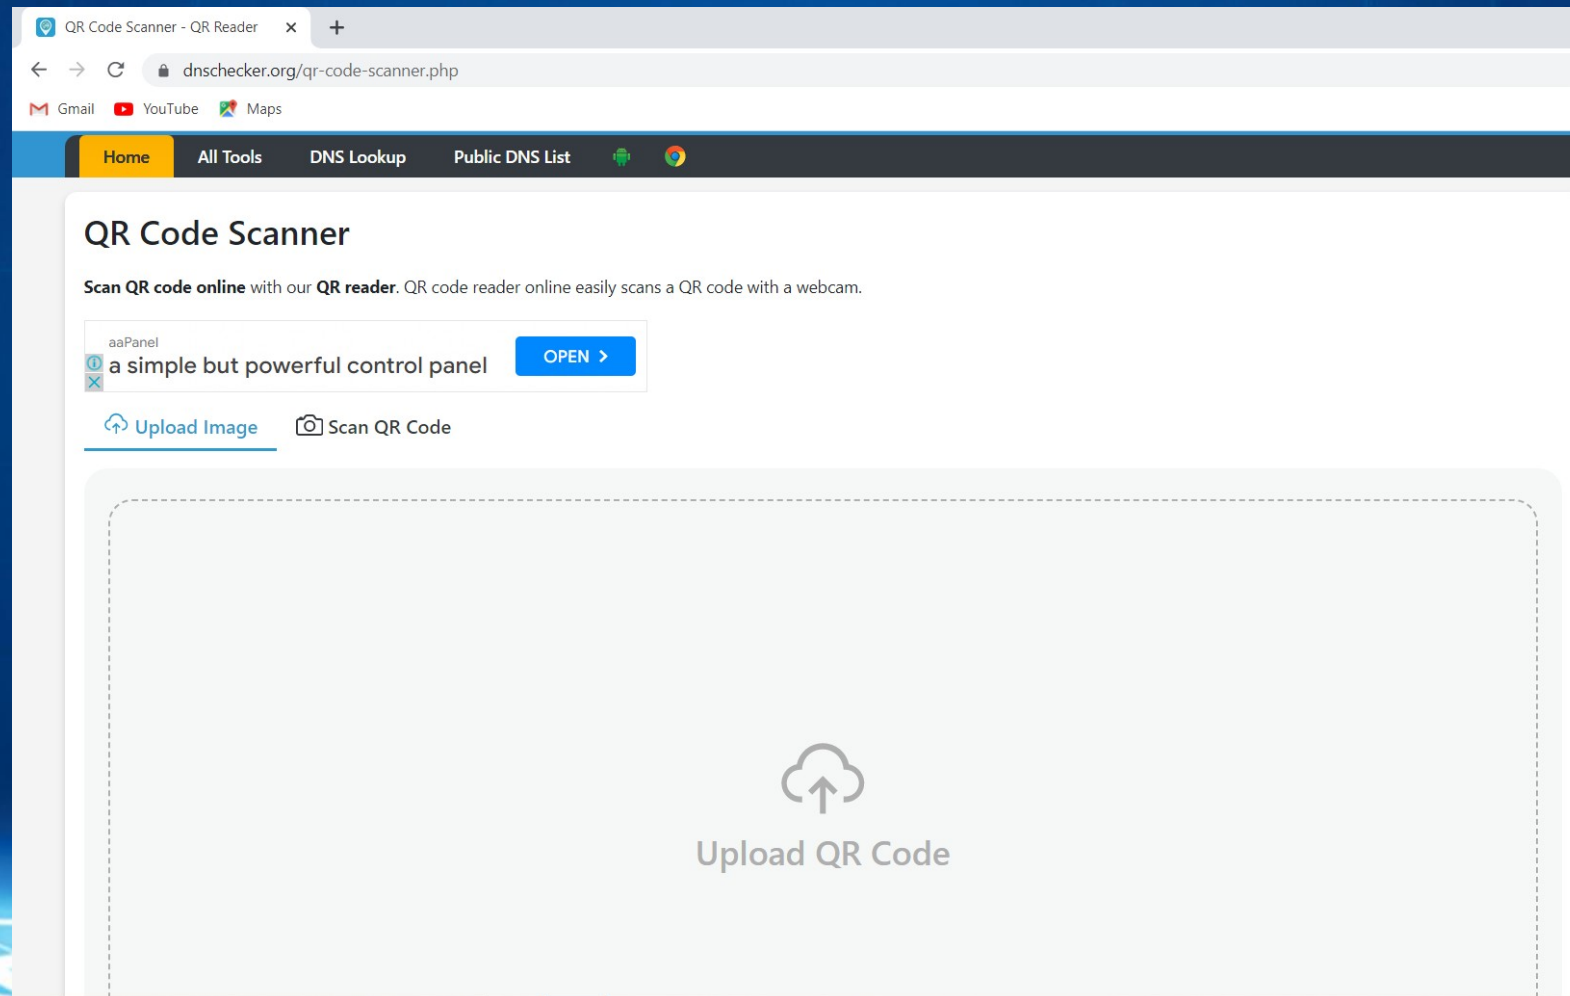 QR Code Scanner - QR Reader
dnschecker.org/qr-code-scanner.php
Gmail YouTube Maps
Home All Tools DNS Lookup Public DNS List
QR Code Scanner
Scan QR code online with our QR reader. QR code reader online easily scans a QR code with a webcam.
aaPanel
a simple but powerful control panel
OPEN
Upload Image Scan QR Code
Upload QR Code